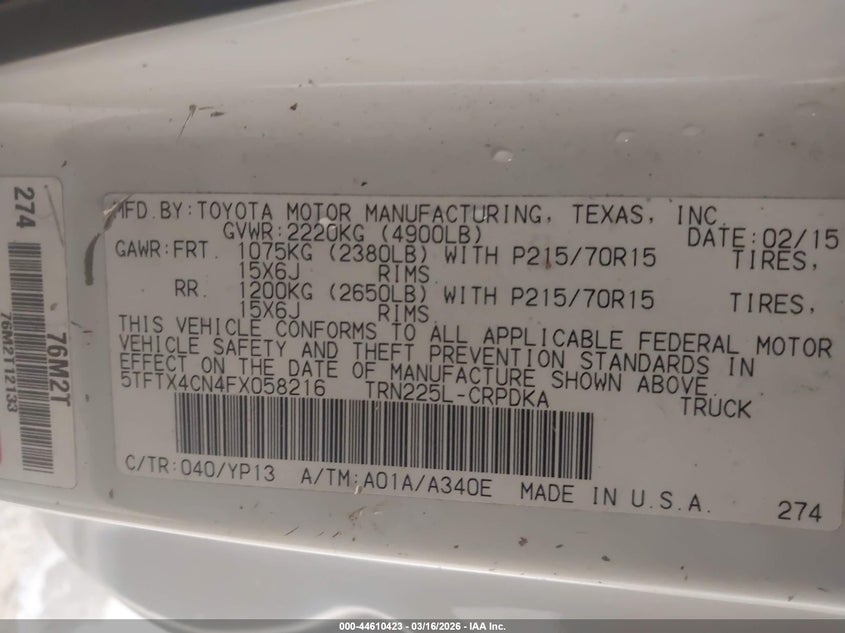 MFD.BY:TOYOTA MOTOR MANUFACTURING, TEXAS, INC.
GVWR:2220KG (4900LB) DATE:02/15
GAWR:FRT. 1075KG (2380LB) WITH P215/70R15 TIRES,
15X6J RIMS
RR. 1200KG (2650LB) WITH P215/70R15 TIRES,
15X6J RIMS
THIS VEHICLE CONFORMS TO ALL APPLICABLE FEDERAL MOTOR
VEHICLE SAFETY AND THEFT PREVENTION STANDARDS IN
EFFECT ON THE DATE OF MANUFACTURE SHOWN ABOVE.
5TFTX4CN4FX058216 TRN225L-CRPDKA TRUCK
C/TR:040/YP13 A/TM:A01A/A340E MADE IN U.S.A.
274
274
76M2T
76M2T12133
000-44610423 - 03/16/2026 - IAA Inc.